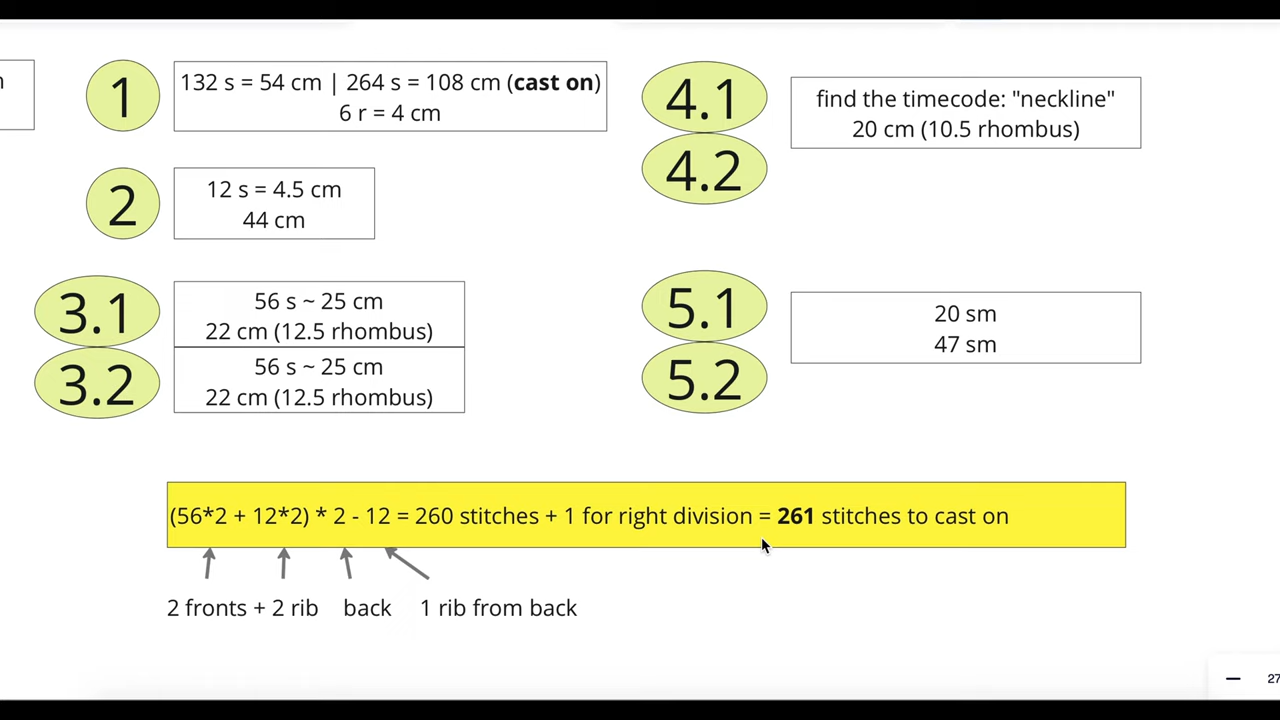 1
132 s = 54 cm | 264 s = 108 cm (cast on)
6 r = 4 cm
2
12 s = 4.5 cm
44 cm
3.1
56 s ~ 25 cm
22 cm (12.5 rhombus)
3.2
56 s ~ 25 cm
22 cm (12.5 rhombus)
4.1
4.2
find the timecode: "neckline"
20 cm (10.5 rhombus)
5.1
5.2
20 sm
47 sm
(56*2 + 12*2) * 2 - 12 = 260 stitches + 1 for right division = 261 stitches to cast on
2 fronts + 2 rib back 1 rib from back